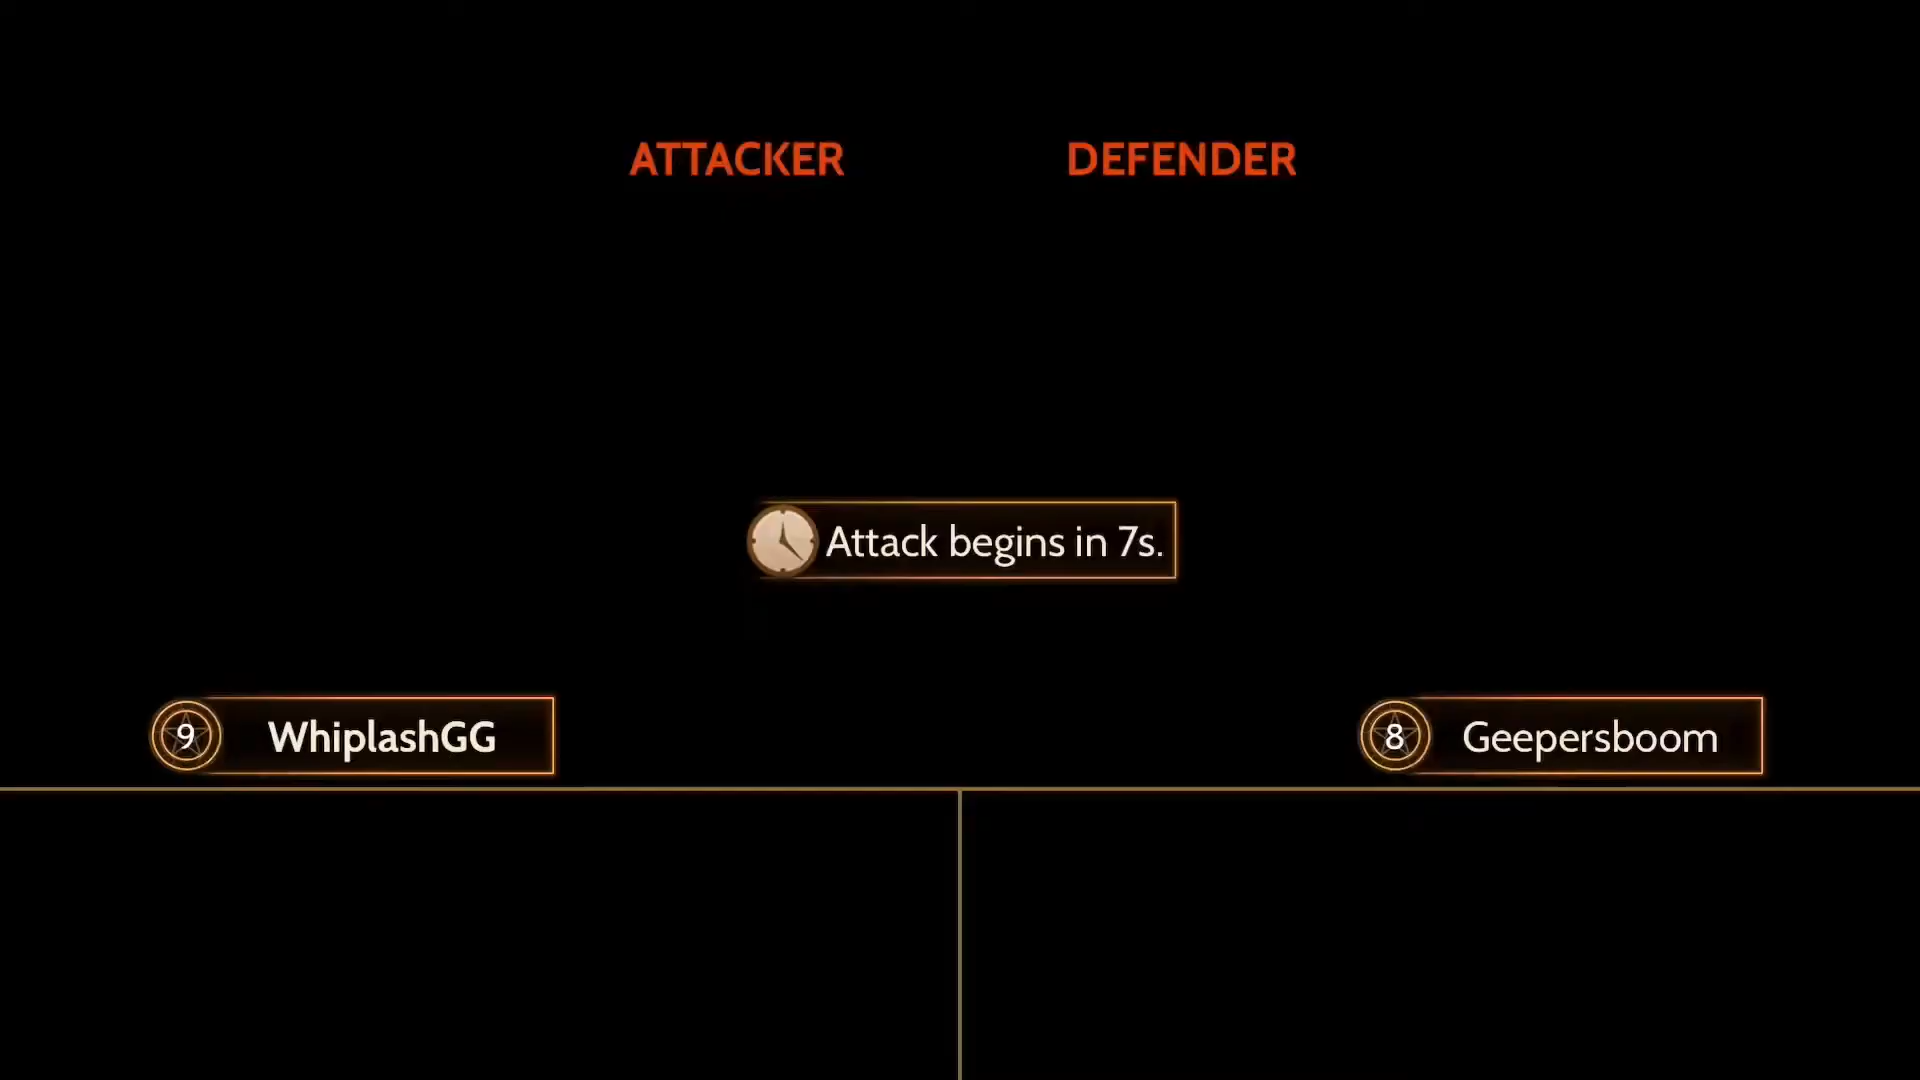 ATTACKER DEFENDER
Attack begins in 7s.
9 WhiplashGG
8 Geepersboom